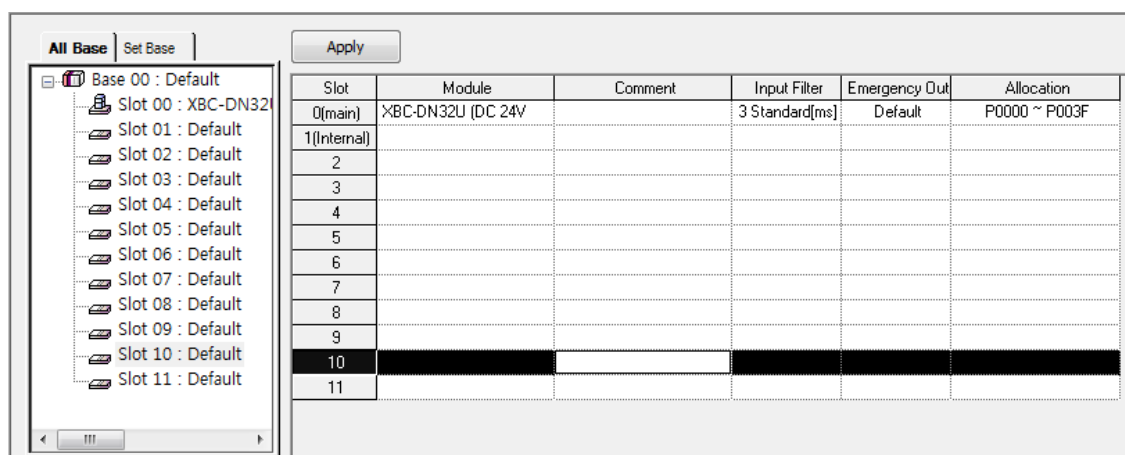 All Base Set Base
Apply
Base 00 : Default
Slot 00 : XBC-DN32U
Slot 01 : Default
Slot 02 : Default
Slot 03 : Default
Slot 04 : Default
Slot 05 : Default
Slot 06 : Default
Slot 07 : Default
Slot 08 : Default
Slot 09 : Default
Slot 10 : Default
Slot 11 : Default
Slot Module Comment Input Filter Emergency Out Allocation
0(main) XBC-DN32U (DC 24V 3 Standard[ms] Default P0000 ~ P003F
1(Internal)
2
3
4
5
6
7
8
9
10
11